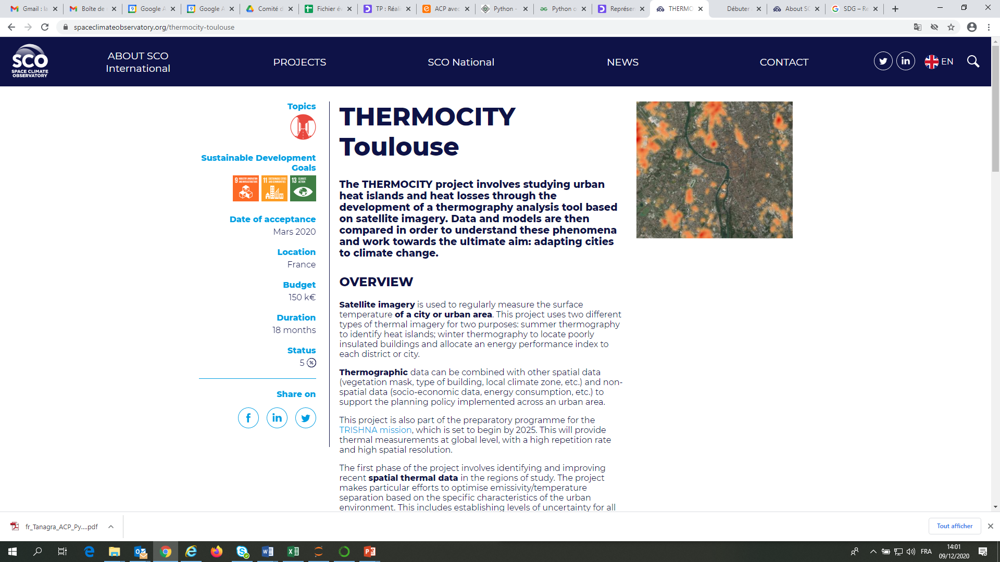 Gmail : la
Boîte de
Google A
Google A
Comité d
Fichier év
TP : Réali
ACP avec
Python -
Python o
Représen
THERMO
Débuter
About SC
SDG – Re
spaceclimateobservatory.org/thermocity-toulouse
SCO
SPACE CLIMATE
OBSERVATORY
ABOUT SCO
International
PROJECTS
SCO National
NEWS
CONTACT
EN
Topics
Sustainable Development
Goals
9 INDUSTRY, INNOVATION
AND INFRASTRUCTURE
11 SUSTAINABLE CITIES
AND COMMUNITIES
13 CLIMATE
ACTION
Date of acceptance
Mars 2020
Location
France
Budget
150 k€
Duration
18 months
Status
5 %
Share on
THERMOCITY
Toulouse
The THERMOCITY project involves studying urban
heat islands and heat losses through the
development of a thermography analysis tool based
on satellite imagery. Data and models are then
compared in order to understand these phenomena
and work towards the ultimate aim: adapting cities
to climate change.
OVERVIEW
Satellite imagery is used to regularly measure the surface
temperature of a city or urban area. This project uses two different
types of thermal imagery for two purposes: summer thermography
to identify heat islands; winter thermography to locate poorly
insulated buildings and allocate an energy performance index to
each district or city.
Thermographic data can be combined with other spatial data
(vegetation mask, type of building, local climate zone, etc.) and non-
spatial data (socio-economic data, energy consumption, etc.) to
support the planning policy implemented across an urban area.
This project is also part of the preparatory programme for the
TRISHNA mission, which is set to begin by 2025. This will provide
thermal measurements at global level, with a high repetition rate
and high spatial resolution.
The first phase of the project involves identifying and improving
recent spatial thermal data in the regions of study. The project
makes particular efforts to optimise emissivity/temperature
separation based on the specific characteristics of the urban
environment. This includes establishing levels of uncertainty for all
fr_Tanagra_ACP_Py....pdf
Tout afficher
FRA
14:01
09/12/2020